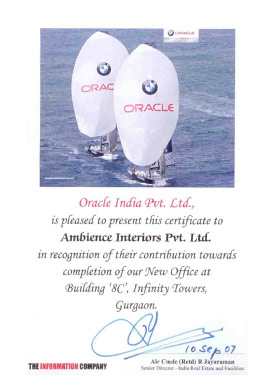 ORACLE
ORACLE
ORACLE
Oracle India Pvt. Ltd.,
is pleased to present this certificate to
Ambience Interiors Pvt. Ltd.
in recognition of their contribution towards
completion of our New Office at
Building '8C', Infinity Towers,
Gurgaon.
10 Sep 07
Air Cmde (Retd) R Jayaraman
Senior Director - India Real Estate and Facilities
THE INFORMATION COMPANY